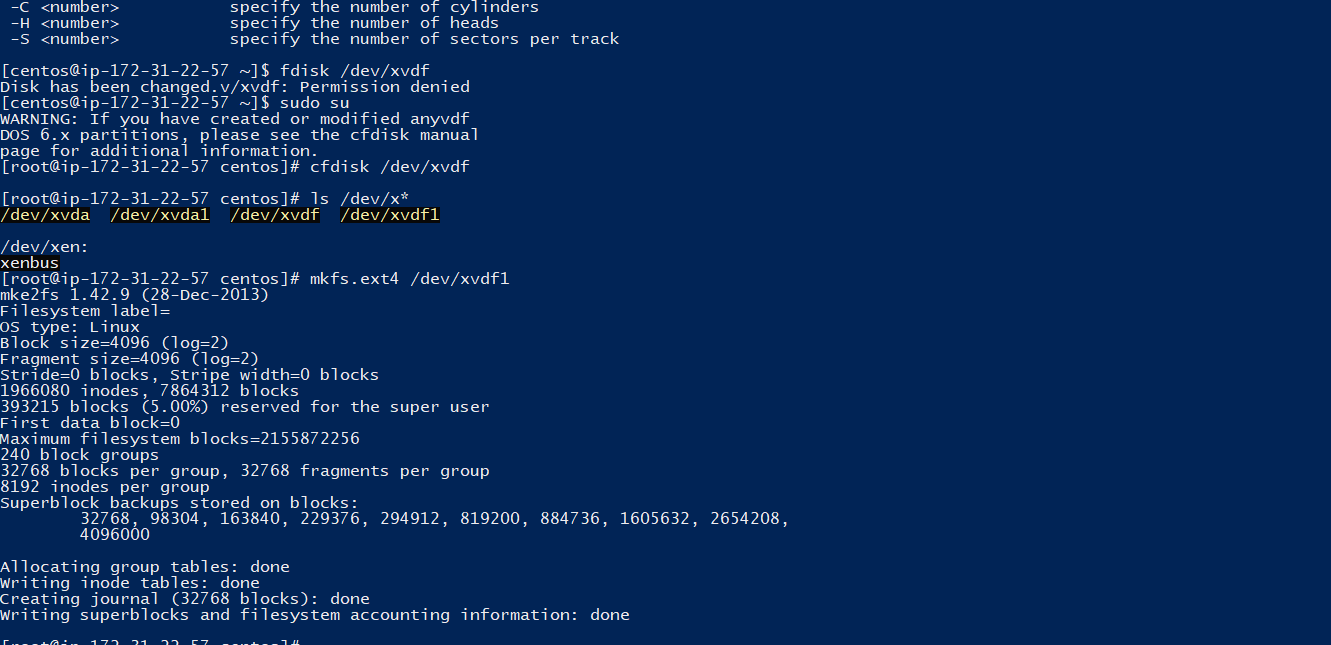 -C <number>           specify the number of cylinders
 -H <number>           specify the number of heads
 -S <number>           specify the number of sectors per track
[centos@ip-172-31-22-57 ~]$ fdisk /dev/xvdf
Disk has been changed.v/xvdf: Permission denied
[centos@ip-172-31-22-57 ~]$ sudo su
WARNING: If you have created or modified anyvdf
DOS 6.x partitions, please see the cfdisk manual
page for additional information.
[root@ip-172-31-22-57 centos]# cfdisk /dev/xvdf
[root@ip-172-31-22-57 centos]# ls /dev/x*
/dev/xvda  /dev/xvda1  /dev/xvdf  /dev/xvdf1
/dev/xen:
xenbus
[root@ip-172-31-22-57 centos]# mkfs.ext4 /dev/xvdf1
mke2fs 1.42.9 (28-Dec-2013)
Filesystem label=
OS type: Linux
Block size=4096 (log=2)
Fragment size=4096 (log=2)
Stride=0 blocks, Stripe width=0 blocks
1966080 inodes, 7864312 blocks
393215 blocks (5.00%) reserved for the super user
First data block=0
Maximum filesystem blocks=2155872256
240 block groups
32768 blocks per group, 32768 fragments per group
8192 inodes per group
Superblock backups stored on blocks:
        32768, 98304, 163840, 229376, 294912, 819200, 884736, 1605632, 2654208,
        4096000
Allocating group tables: done
Writing inode tables: done
Creating journal (32768 blocks): done
Writing superblocks and filesystem accounting information: done
[root@ip-172-31-22-57 centos]#